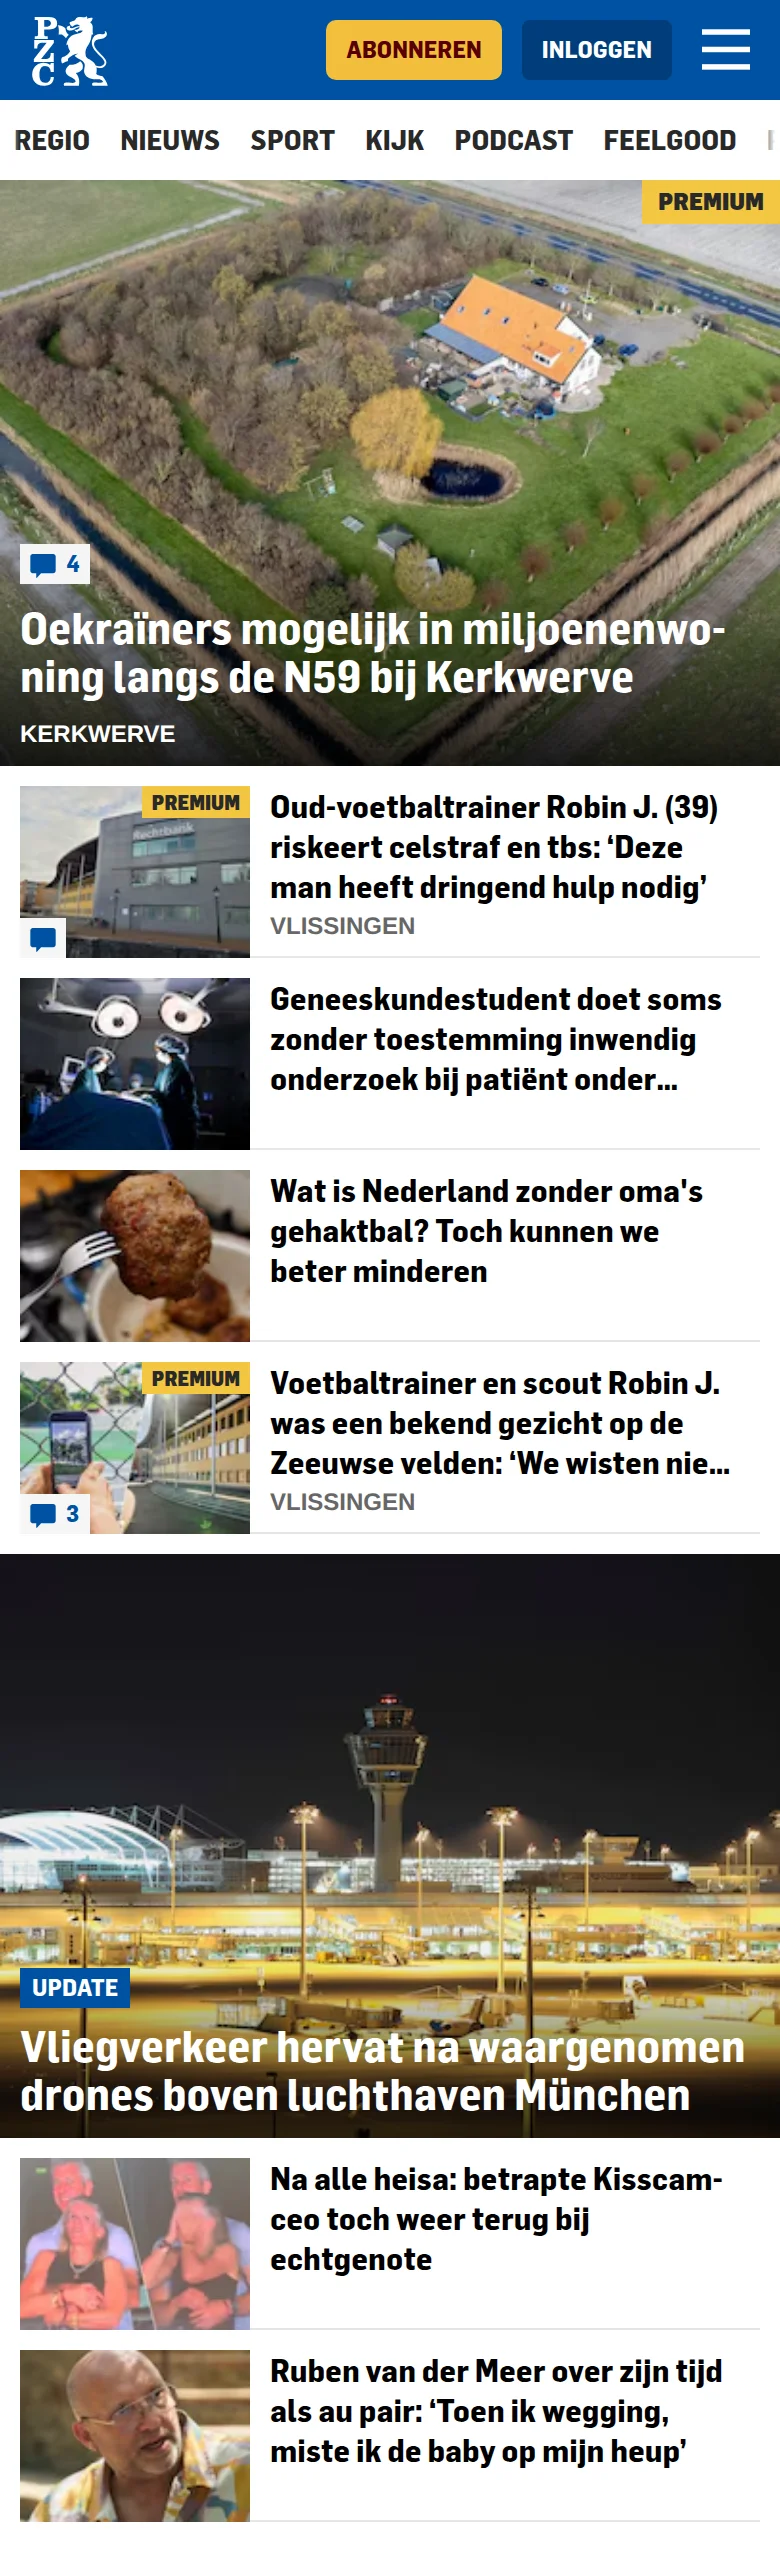 PZC
ABONNEREN
INLOGGEN
REGIO NIEUWS SPORT KIJK PODCAST FEELGOOD
PREMIUM
4
Oekraïners mogelijk in miljoenenwo-
ning langs de N59 bij Kerkwerve
KERKWERVE
PREMIUM
Rechtbank
Oud-voetbaltrainer Robin J. (39)
riskeert celstraf en tbs: ‘Deze
man heeft dringend hulp nodig’
VLISSINGEN
Geneeskundestudent doet soms
zonder toestemming inwendig
onderzoek bij patiënt onder...
Wat is Nederland zonder oma's
gehaktbal? Toch kunnen we
beter minderen
PREMIUM
3
Voetbaltrainer en scout Robin J.
was een bekend gezicht op de
Zeeuwse velden: ‘We wisten nie...
VLISSINGEN
UPDATE
Vliegverkeer hervat na waargenomen
drones boven luchthaven München
Na alle heisa: betrapte Kisscam-
ceo toch weer terug bij
echtgenote
Ruben van der Meer over zijn tijd
als au pair: ‘Toen ik wegging,
miste ik de baby op mijn heup’